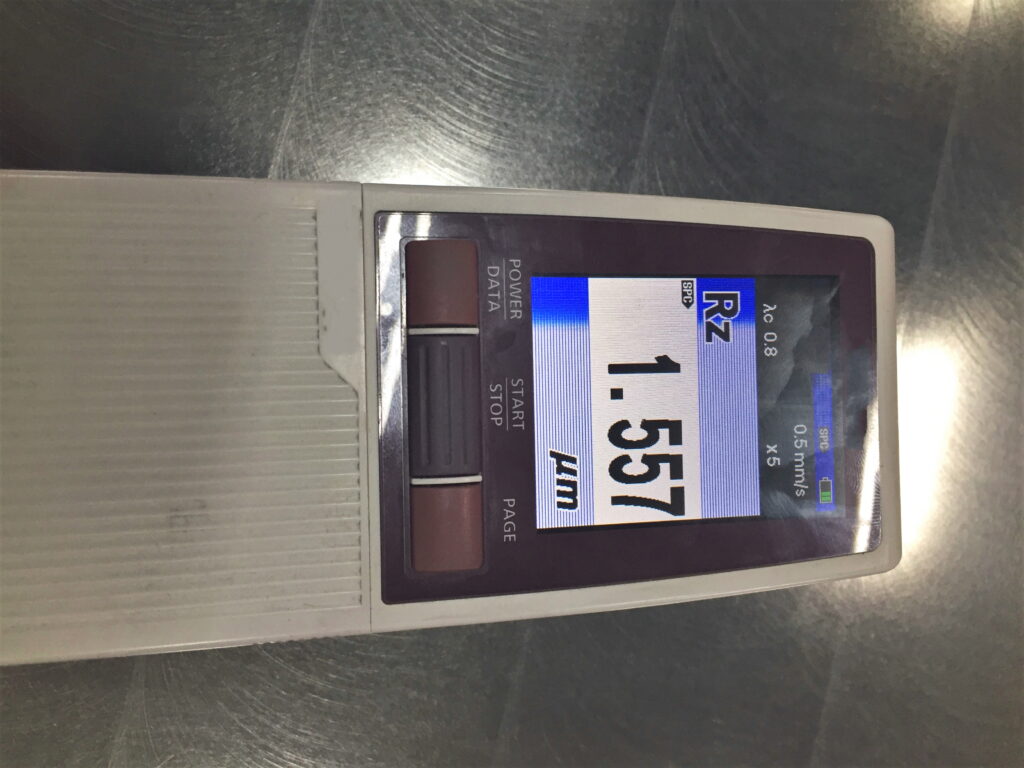 SPC
0.5 mm/s
λc 0.8 x5
Rz
SPC
1.557
µm
POWER START PAGE
DATA STOP